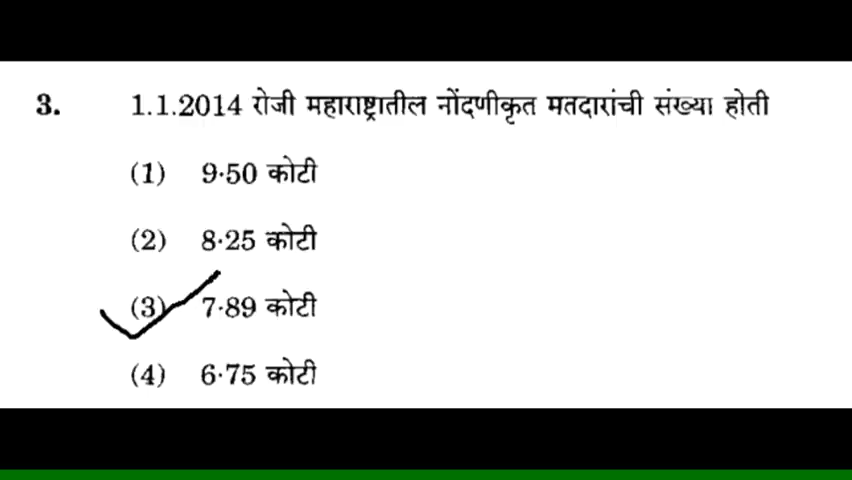 3. 1.1.2014 रोजी महाराष्ट्रातील नोंदणीकृत मतदारांची संख्या होती
(1) 9·50 कोटी
(2) 8·25 कोटी
(3) 7·89 कोटी
(4) 6·75 कोटी